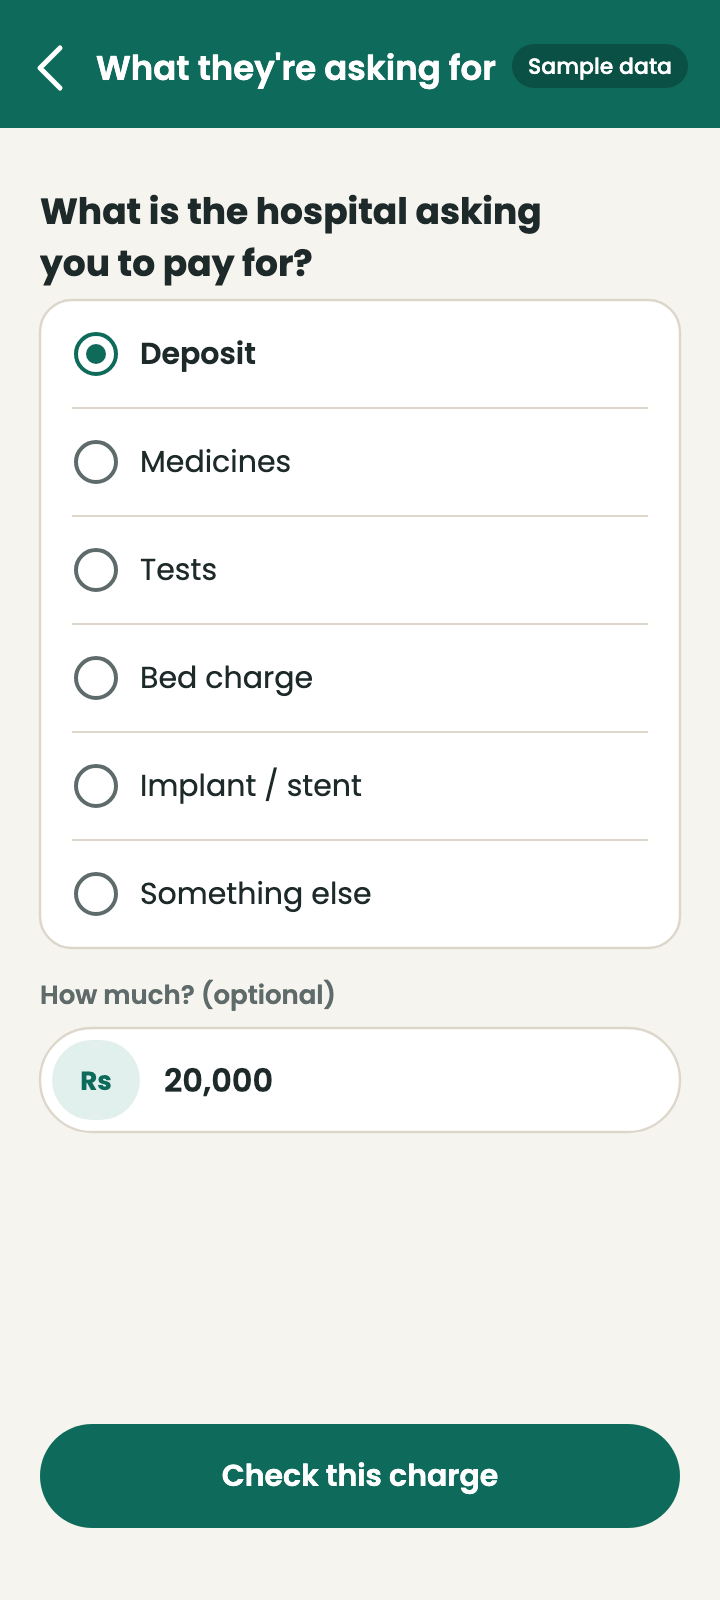 What they're asking for
Sample data
What is the hospital asking
you to pay for?
Deposit
Medicines
Tests
Bed charge
Implant / stent
Something else
How much? (optional)
Rs 20,000
Check this charge